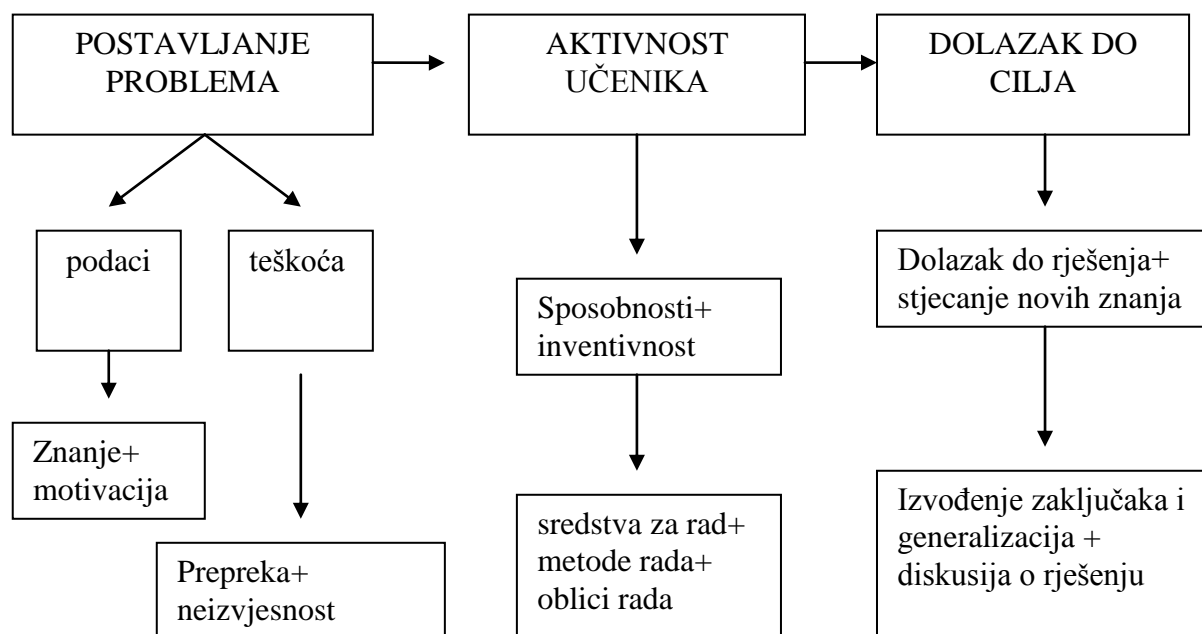 POSTAVLJANJE
PROBLEMA
AKTIVNOST
UČENIKA
DOLAZAK DO
CILJA
podaci
teškoća
Dolazak do rješenja+
stjecanje novih znanja
Sposobnosti+
inventivnost
Znanje+
motivacija
Prepreka+
neizvjesnost
sredstva za rad+
metode rada+
oblici rada
Izvođenje zaključaka i
generalizacija +
diskusija o rješenju